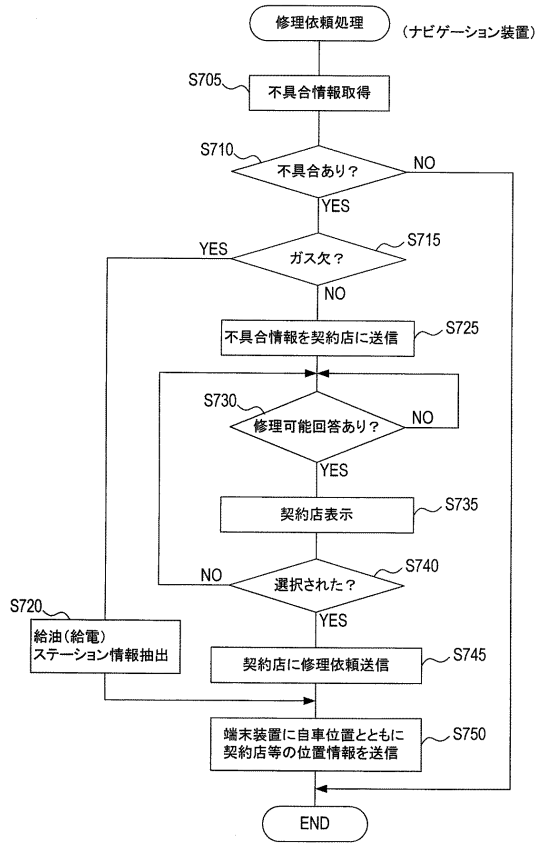 修理依頼処理
(ナビゲーション装置)
S705
不具合情報取得
S710
不具合あり?
NO
YES
S715
YES
ガス欠?
NO
S725
不具合情報を契約店に送信
S730
修理可能回答あり?
NO
YES
S735
契約店表示
S740
NO
選択された?
YES
S720
給油(給電)
ステーション情報抽出
S745
契約店に修理依頼送信
S750
端末装置に自車位置とともに
契約店等の位置情報を送信
END